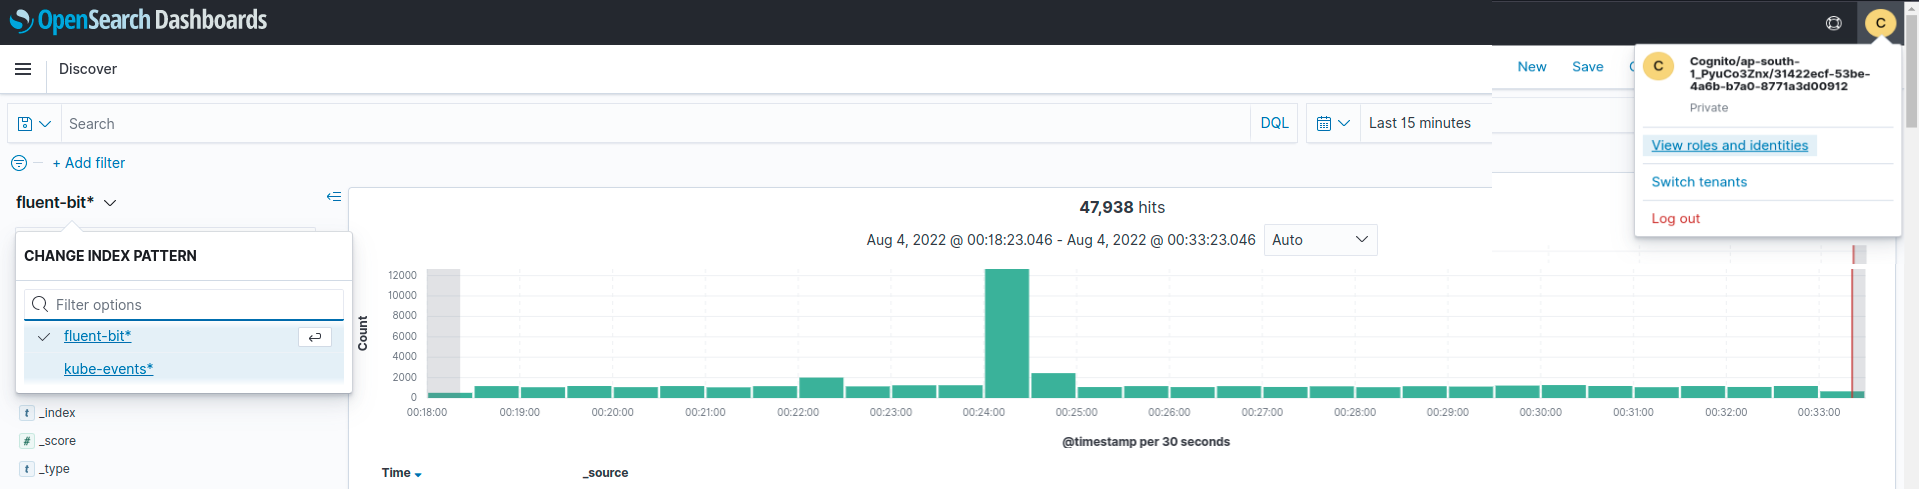 OpenSearch Dashboards
C
Discover
New Save
C
Cognito/ap-south-
1_PyuCo3Znx/31422ecf-53be-
4a6b-b7a0-8771a3d00912
Private
View roles and identities
Switch tenants
Log out
Search
DQL
Last 15 minutes
+ Add filter
fluent-bit*
CHANGE INDEX PATTERN
Filter options
fluent-bit*
kube-events*
t _index
# _score
t _type
47,938 hits
Aug 4, 2022 @ 00:18:23.046 - Aug 4, 2022 @ 00:33:23.046
Auto
Count
12000
10000
8000
6000
4000
2000
0
00:18:00 00:19:00 00:20:00 00:21:00 00:22:00 00:23:00 00:24:00 00:25:00 00:26:00 00:27:00 00:28:00 00:29:00 00:30:00 00:31:00 00:32:00 00:33:00
@timestamp per 30 seconds
Time _source